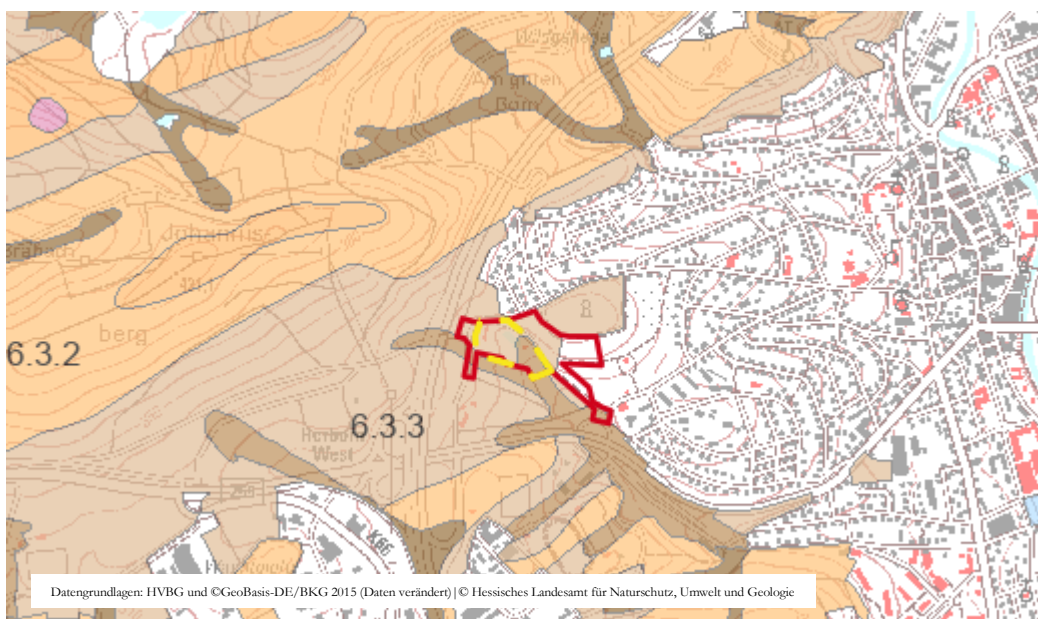 Am guten
Born
Johannis-
berg
6.3.2
6.3.3
Herborn
West
Datengrundlagen: HVBG und ©GeoBasis-DE/BKG 2015 (Daten verändert) | © Hessisches Landesamt für Naturschutz, Umwelt und Geologie